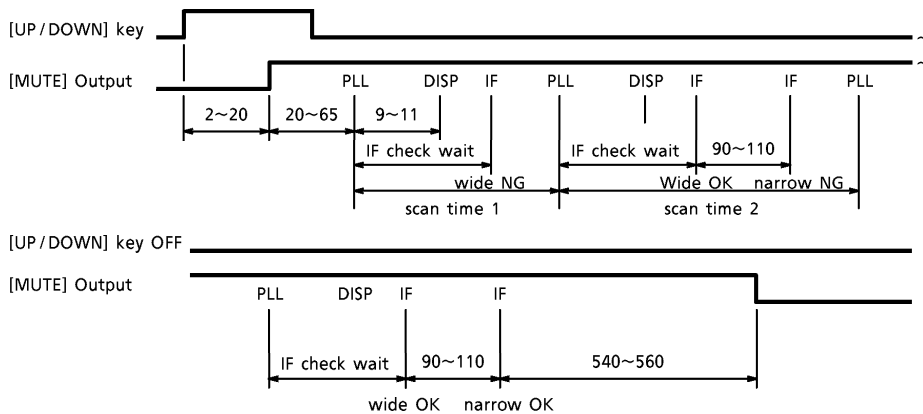 [UP/DOWN] key
[MUTE] Output
PLL DISP IF PLL DISP IF IF PLL
2~20 20~65 9~11
IF check wait IF check wait 90~110
wide NG Wide OK narrow NG
scan time 1 scan time 2
[UP/DOWN] key OFF
[MUTE] Output
PLL DISP IF IF
IF check wait 90~110 540~560
wide OK narrow OK